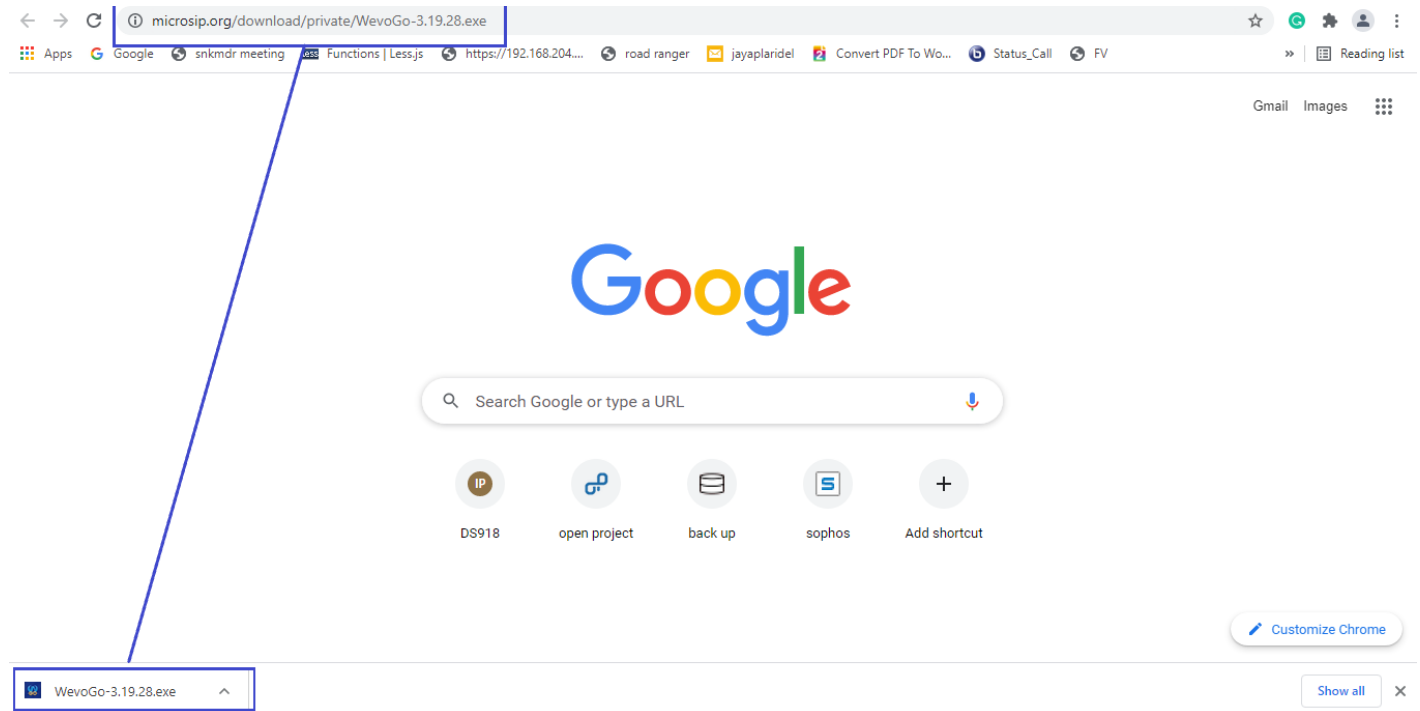 microsip.org/download/private/WevoGo-3.19.28.exe
Apps Google snkmdr meeting Less Functions | Less.js https://192.168.204.... road ranger jayaplaridel Convert PDF To Wo... Status_Call FV » Reading list
Gmail Images
Google
Search Google or type a URL
IP
DS918 open project back up sophos Add shortcut
Customize Chrome
WevoGo-3.19.28.exe Show all